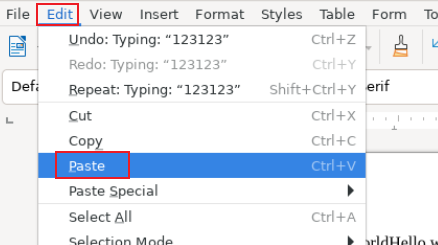 File Edit View Insert Format Styles Table Form To
Undo: Typing: “123123” Ctrl+Z
Redo: Typing: “123123” Ctrl+Y
Defa Repeat: Typing: “123123” Shift+Ctrl+Y erif
Cut Ctrl+X
Copy Ctrl+C
Paste Ctrl+V
Paste Special
Select All Ctrl+A
Selection Mode orldHello w